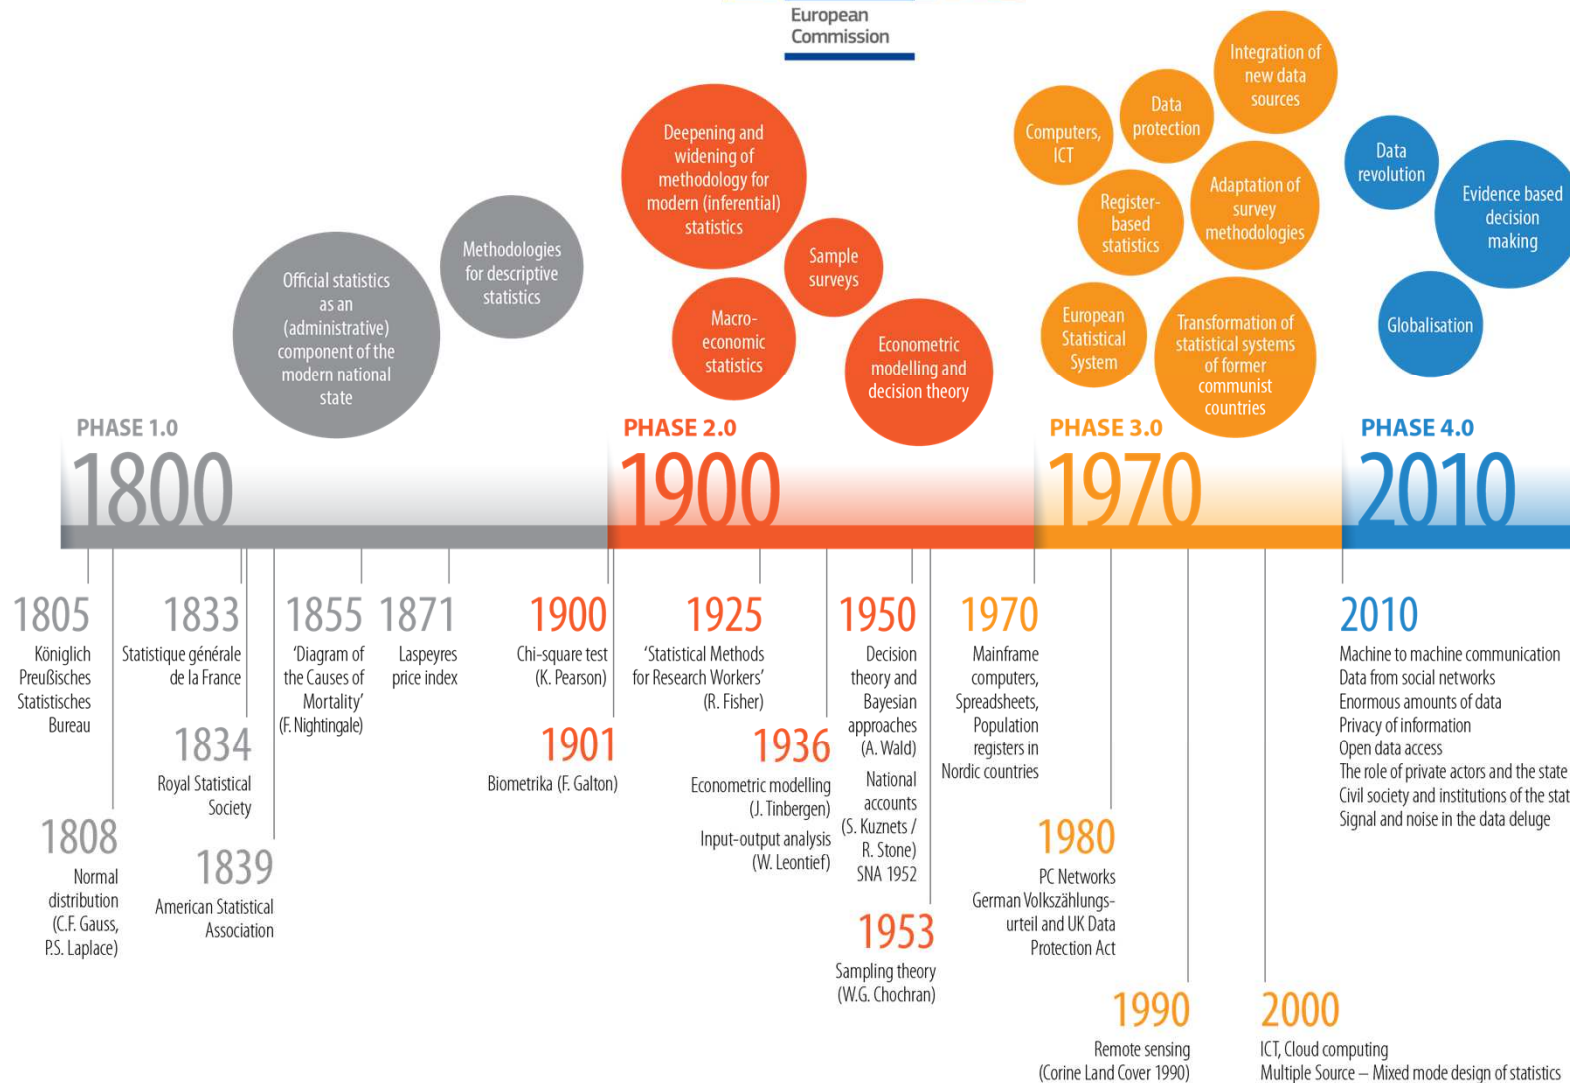 European
Commission
Official statistics
as an
(administrative)
component of the
modern national
state
Methodologies
for descriptive
statistics
Deepening and
widening of
methodology for
modern (inferential)
statistics
Sample
surveys
Macro-
economic
statistics
Econometric
modelling and
decision theory
Computers,
ICT
Data
protection
Integration of
new data
sources
Register-
based
statistics
Adaptation of
survey
methodologies
European
Statistical
System
Transformation of
statistical systems
of former
communist
countries
Data
revolution
Evidence based
decision
making
Globalisation
PHASE 1.0
1800
PHASE 2.0
1900
PHASE 3.0
1970
PHASE 4.0
2010
1805
Königlich
Preußisches
Statistisches
Bureau
1808
Normal
distribution
(C.F. Gauss,
P.S. Laplace)
1833
Statistique générale
de la France
1834
Royal Statistical
Society
1839
American Statistical
Association
1855
‘Diagram of
the Causes of
Mortality’
(F. Nightingale)
1871
Laspeyres
price index
1900
Chi-square test
(K. Pearson)
1901
Biometrika (F. Galton)
1925
‘Statistical Methods
for Research Workers’
(R. Fisher)
1936
Econometric modelling
(J. Tinbergen)
Input-output analysis
(W. Leontief)
1950
Decision
theory and
Bayesian
approaches
(A. Wald)
National
accounts
(S. Kuznets /
R. Stone)
SNA 1952
1953
Sampling theory
(W.G. Chochran)
1970
Mainframe
computers,
Spreadsheets,
Population
registers in
Nordic countries
1980
PC Networks
German Volkszählungs-
urteil and UK Data
Protection Act
1990
Remote sensing
(Corine Land Cover 1990)
2000
ICT, Cloud computing
Multiple Source – Mixed mode design of statistics
2010
Machine to machine communication
Data from social networks
Enormous amounts of data
Privacy of information
Open data access
The role of private actors and the state
Civil society and institutions of the stat
Signal and noise in the data deluge